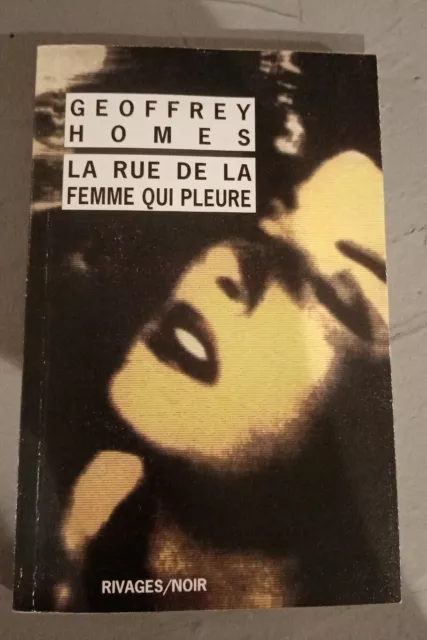 GEOFFREY
HOMES
LA RUE DE LA
FEMME QUI PLEURE
RIVAGES/NOIR